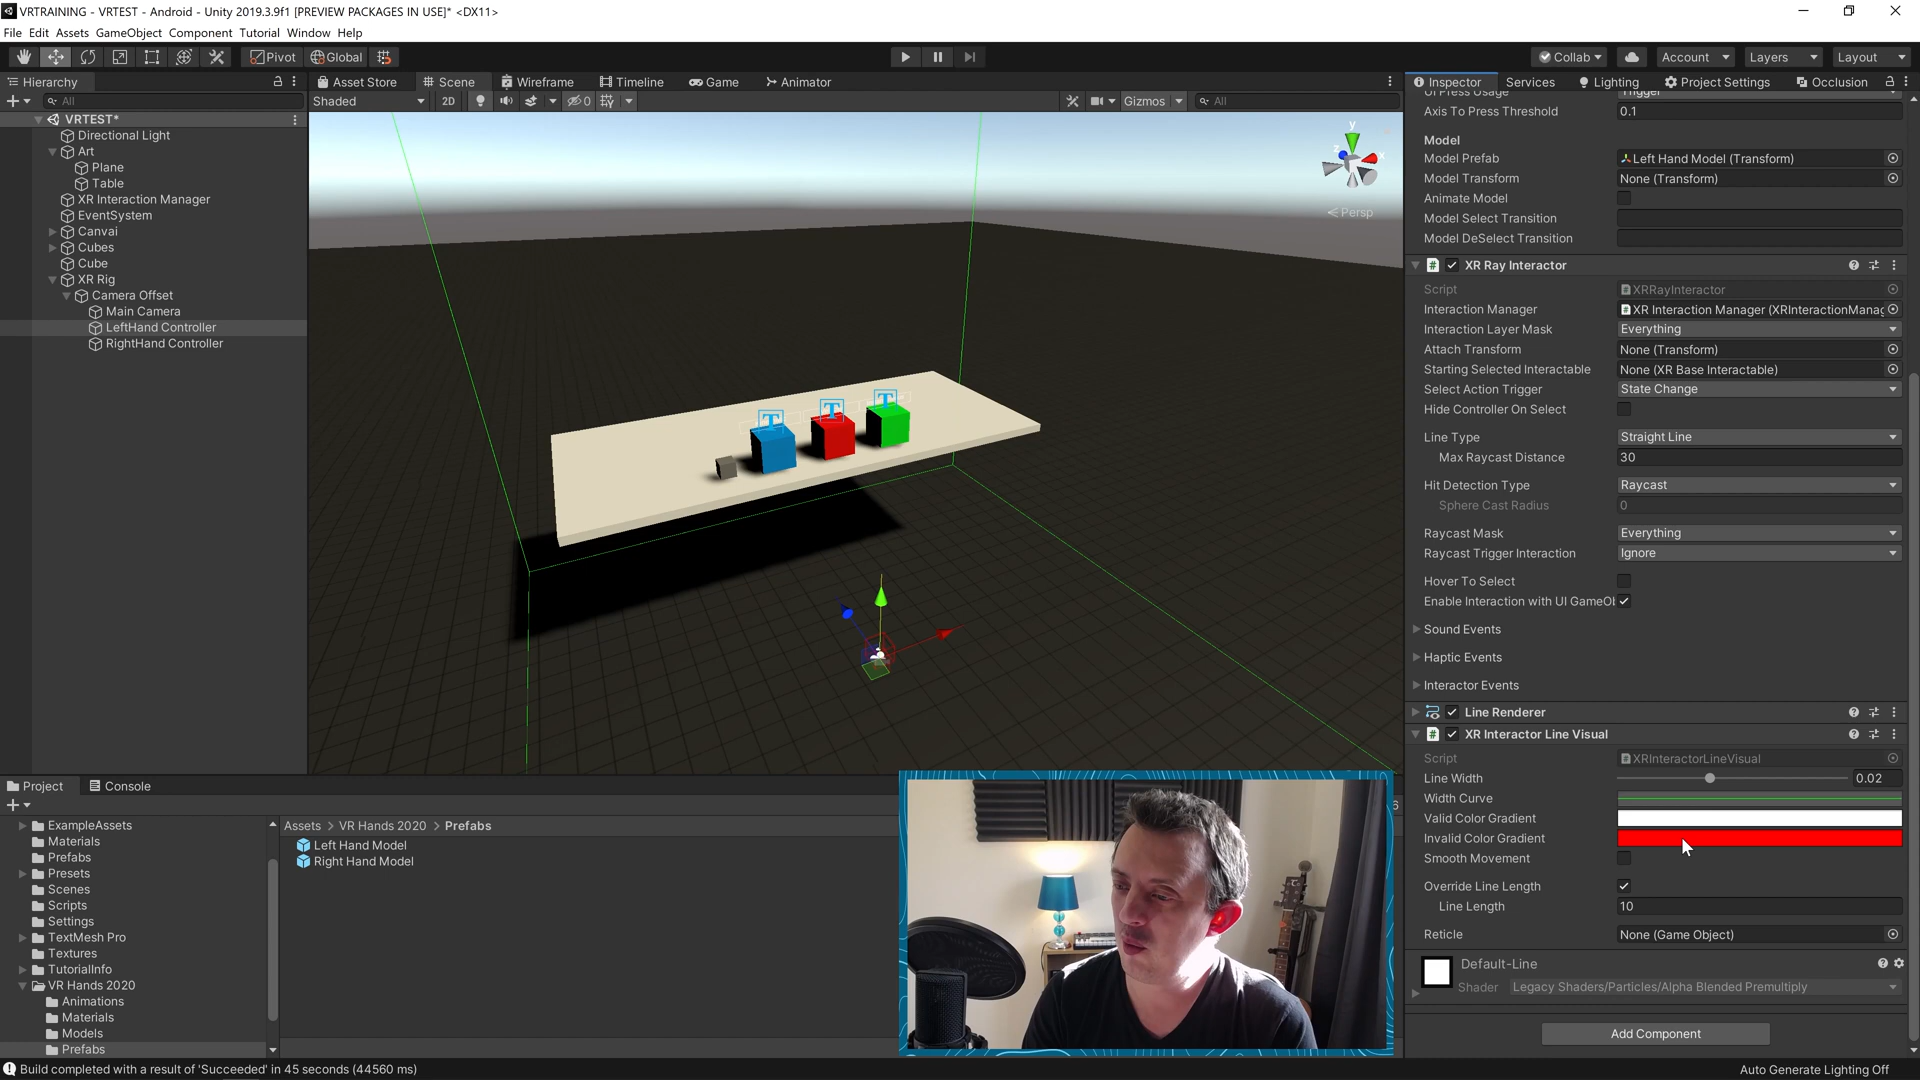 VRTRAINING - VRTEST - Android - Unity 2019.3.9f1 [PREVIEW PACKAGES IN USE]* <DX11>
File Edit Assets GameObject Component Tutorial Window Help
Pivot Global Collab Account Layers Layout
Hierarchy
All
VRTEST*
Directional Light
Art
Plane
Table
XR Interaction Manager
EventSystem
Canvai
Cubes
Cube
XR Rig
Camera Offset
Main Camera
LeftHand Controller
RightHand Controller
Asset Store Scene Wireframe Timeline Game Animator
Shaded 2D 0 Gizmos All
y
x
z
Persp
T T T
Inspector Services Lighting Project Settings Occlusion
UI Press Usage Trigger
Axis To Press Threshold 0.1
Model
Model Prefab Left Hand Model (Transform)
Model Transform None (Transform)
Animate Model
Model Select Transition
Model DeSelect Transition
XR Ray Interactor
Script XRRayInteractor
Interaction Manager XR Interaction Manager (XRInteractionManag
Interaction Layer Mask Everything
Attach Transform None (Transform)
Starting Selected Interactable None (XR Base Interactable)
Select Action Trigger State Change
Hide Controller On Select
Line Type Straight Line
Max Raycast Distance 30
Hit Detection Type Raycast
Sphere Cast Radius 0
Raycast Mask Everything
Raycast Trigger Interaction Ignore
Hover To Select
Enable Interaction with UI GameOl
Sound Events
Haptic Events
Interactor Events
Line Renderer
XR Interactor Line Visual
Script XRInteractorLineVisual
Line Width 0.02
Width Curve
Valid Color Gradient
Invalid Color Gradient
Smooth Movement
Override Line Length
Line Length 10
Reticle None (Game Object)
Default-Line
Shader Legacy Shaders/Particles/Alpha Blended Premultiply
Add Component
Project Console
ExampleAssets
Materials
Prefabs
Presets
Scenes
Scripts
Settings
TextMesh Pro
Textures
TutorialInfo
VR Hands 2020
Animations
Materials
Models
Prefabs
Assets > VR Hands 2020 > Prefabs
Left Hand Model
Right Hand Model
6
Build completed with a result of 'Succeeded' in 45 seconds (44560 ms)
Auto Generate Lighting Off